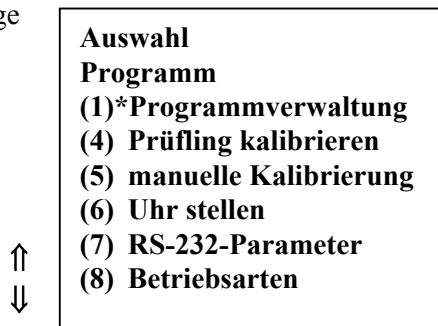 ge
Auswahl
Programm
(1)*Programmverwaltung
(4) Prüfling kalibrieren
(5) manuelle Kalibrierung
(6) Uhr stellen
(7) RS-232-Parameter
⇑
(8) Betriebsarten
⇓